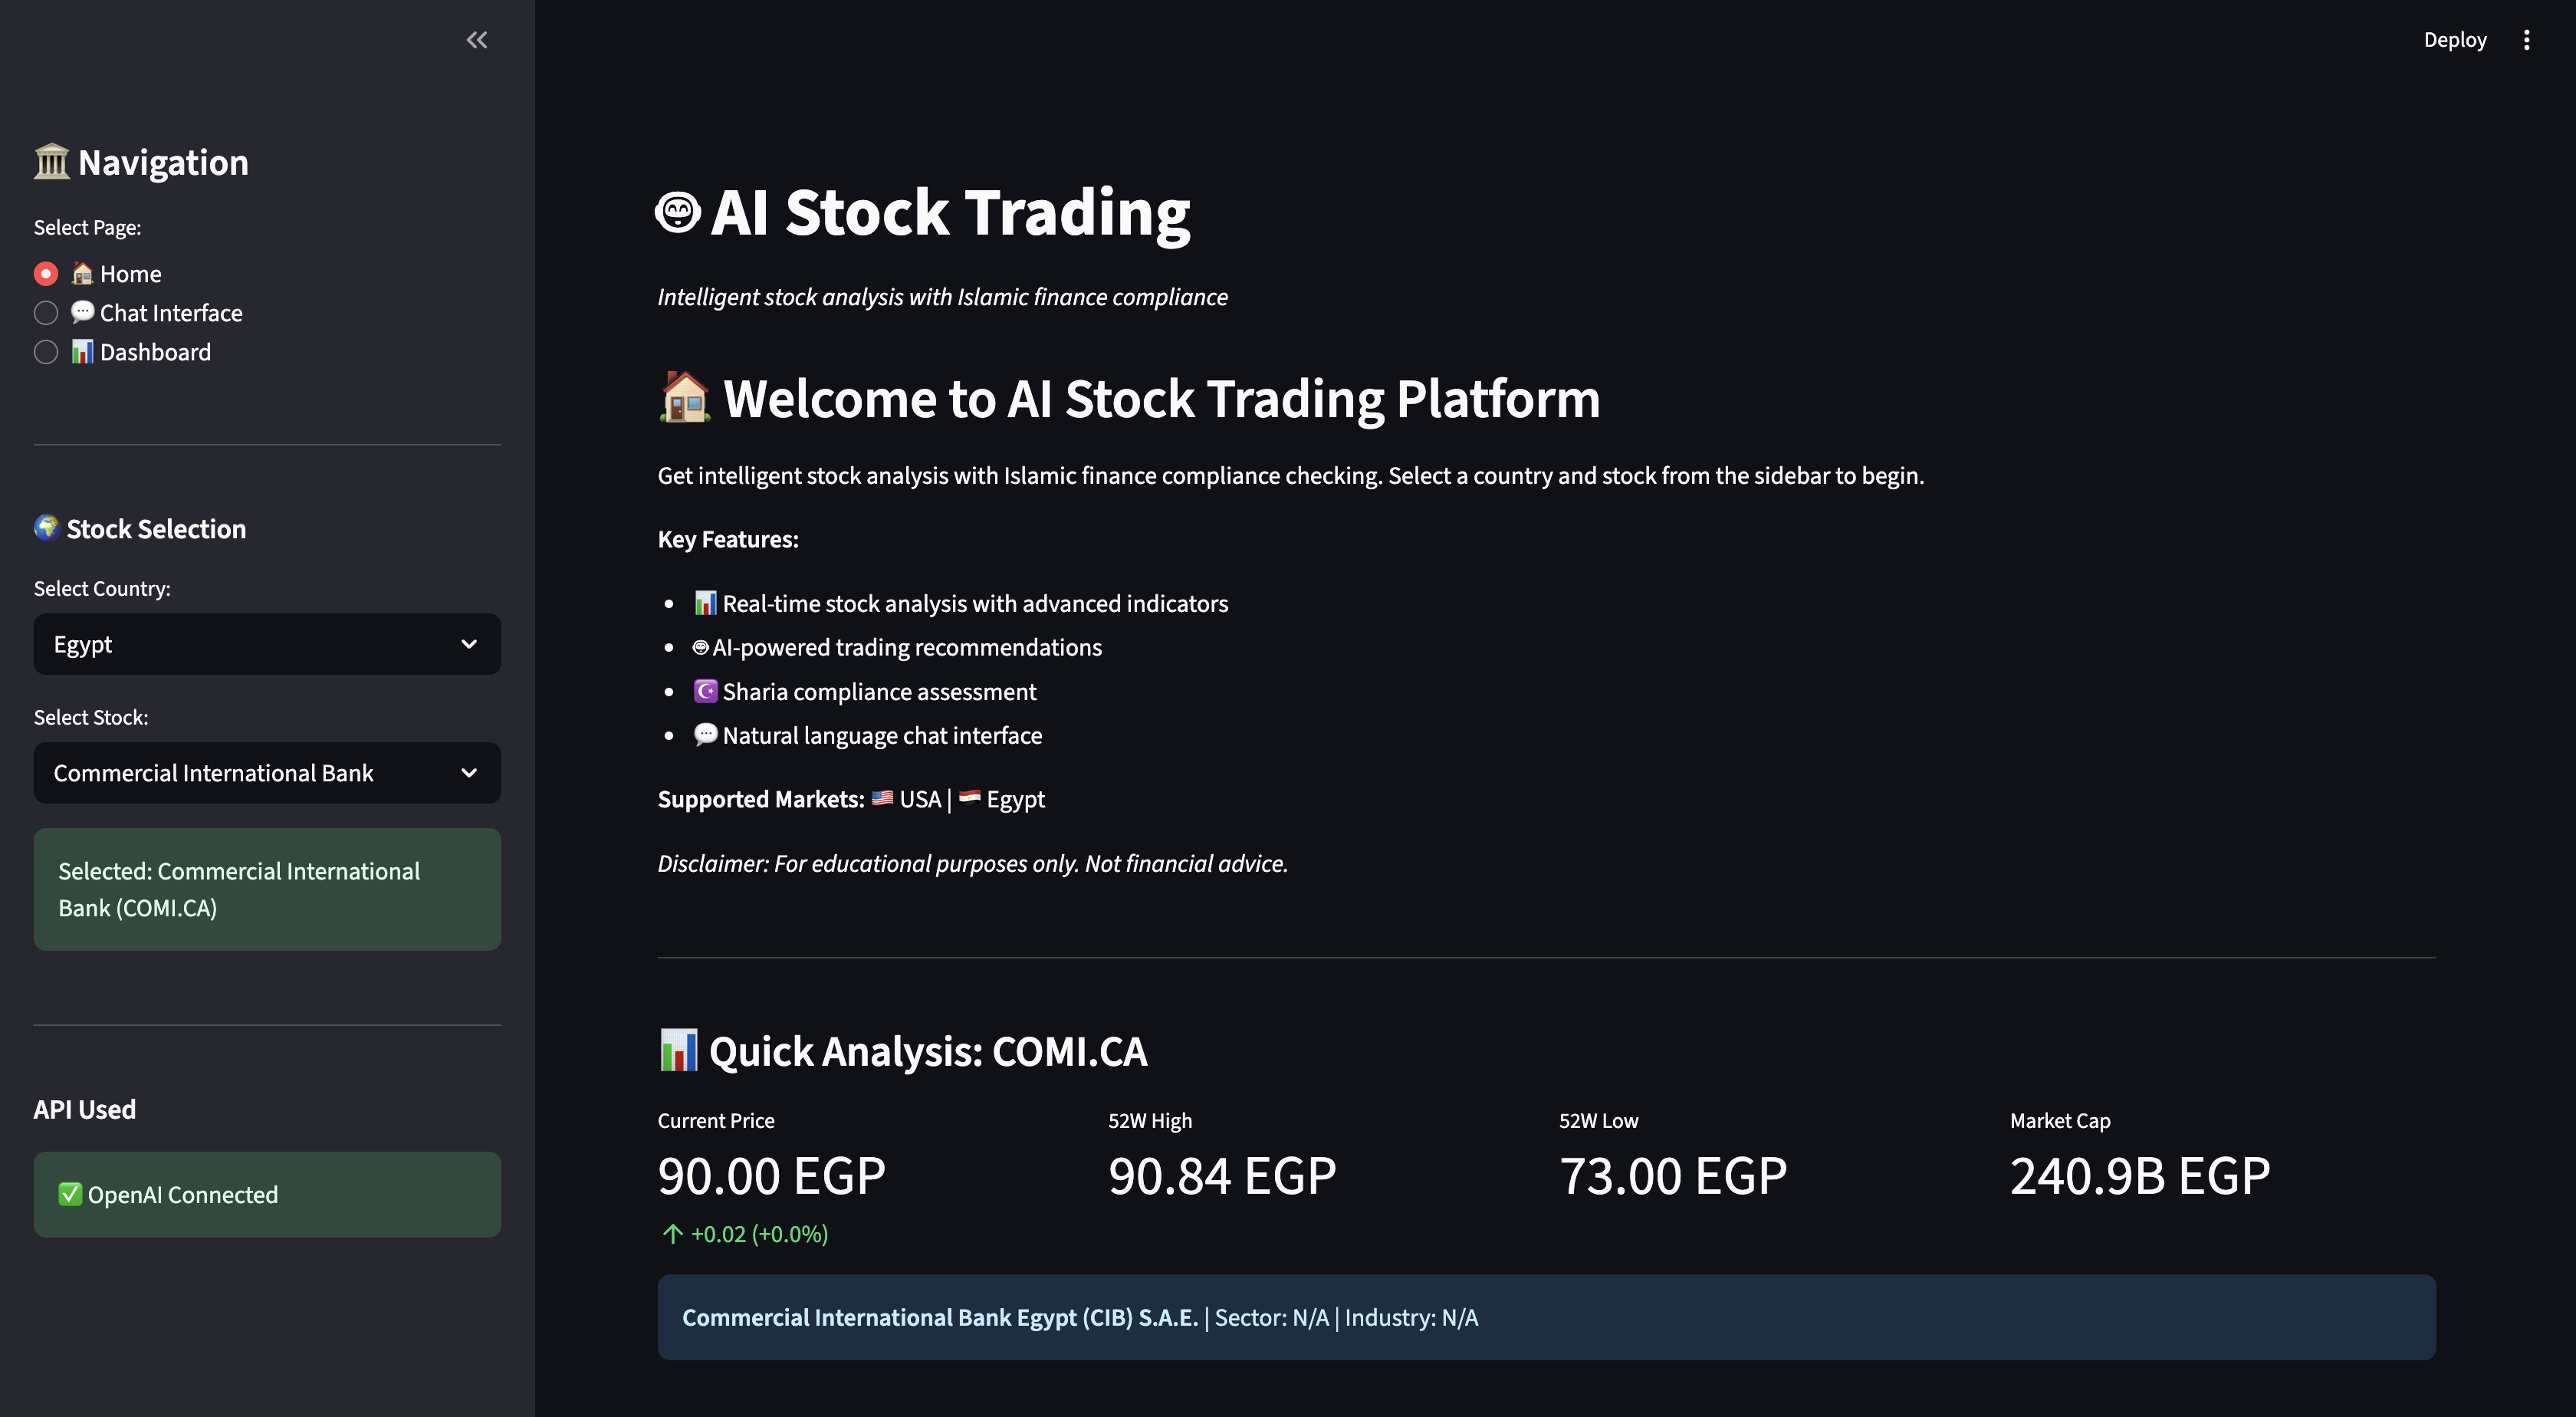 Deploy
🏛️ Navigation
Select Page:
🏠 Home
💬 Chat Interface
📊 Dashboard
🌍 Stock Selection
Select Country:
Egypt
Select Stock:
Commercial International Bank
Selected: Commercial International
Bank (COMI.CA)
API Used
✅ OpenAI Connected
AI Stock Trading
Intelligent stock analysis with Islamic finance compliance
🏠 Welcome to AI Stock Trading Platform
Get intelligent stock analysis with Islamic finance compliance checking. Select a country and stock from the sidebar to begin.
Key Features:
• 📊 Real-time stock analysis with advanced indicators
• AI-powered trading recommendations
• ☪️ Sharia compliance assessment
• 💬 Natural language chat interface
Supported Markets: 🇺🇸 USA | 🇪🇬 Egypt
Disclaimer: For educational purposes only. Not financial advice.
📊 Quick Analysis: COMI.CA
Current Price
90.00 EGP
↑ +0.02 (+0.0%)
52W High
90.84 EGP
52W Low
73.00 EGP
Market Cap
240.9B EGP
Commercial International Bank Egypt (CIB) S.A.E. | Sector: N/A | Industry: N/A